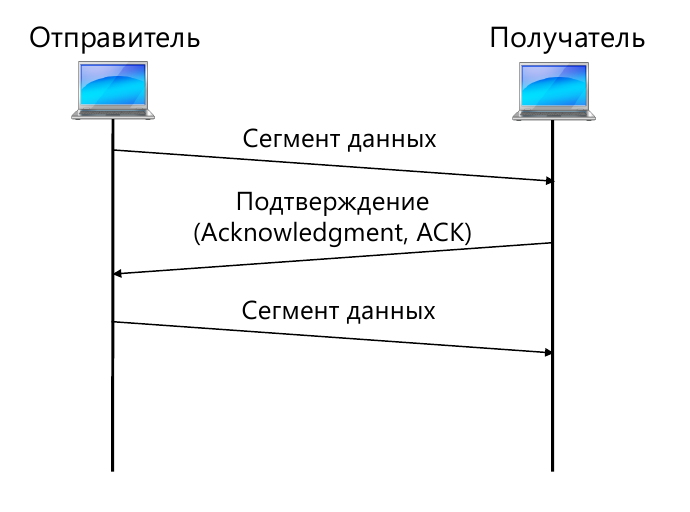 Отправитель
Получатель
Сегмент данных
Подтверждение
(Acknowledgment, ACK)
Сегмент данных